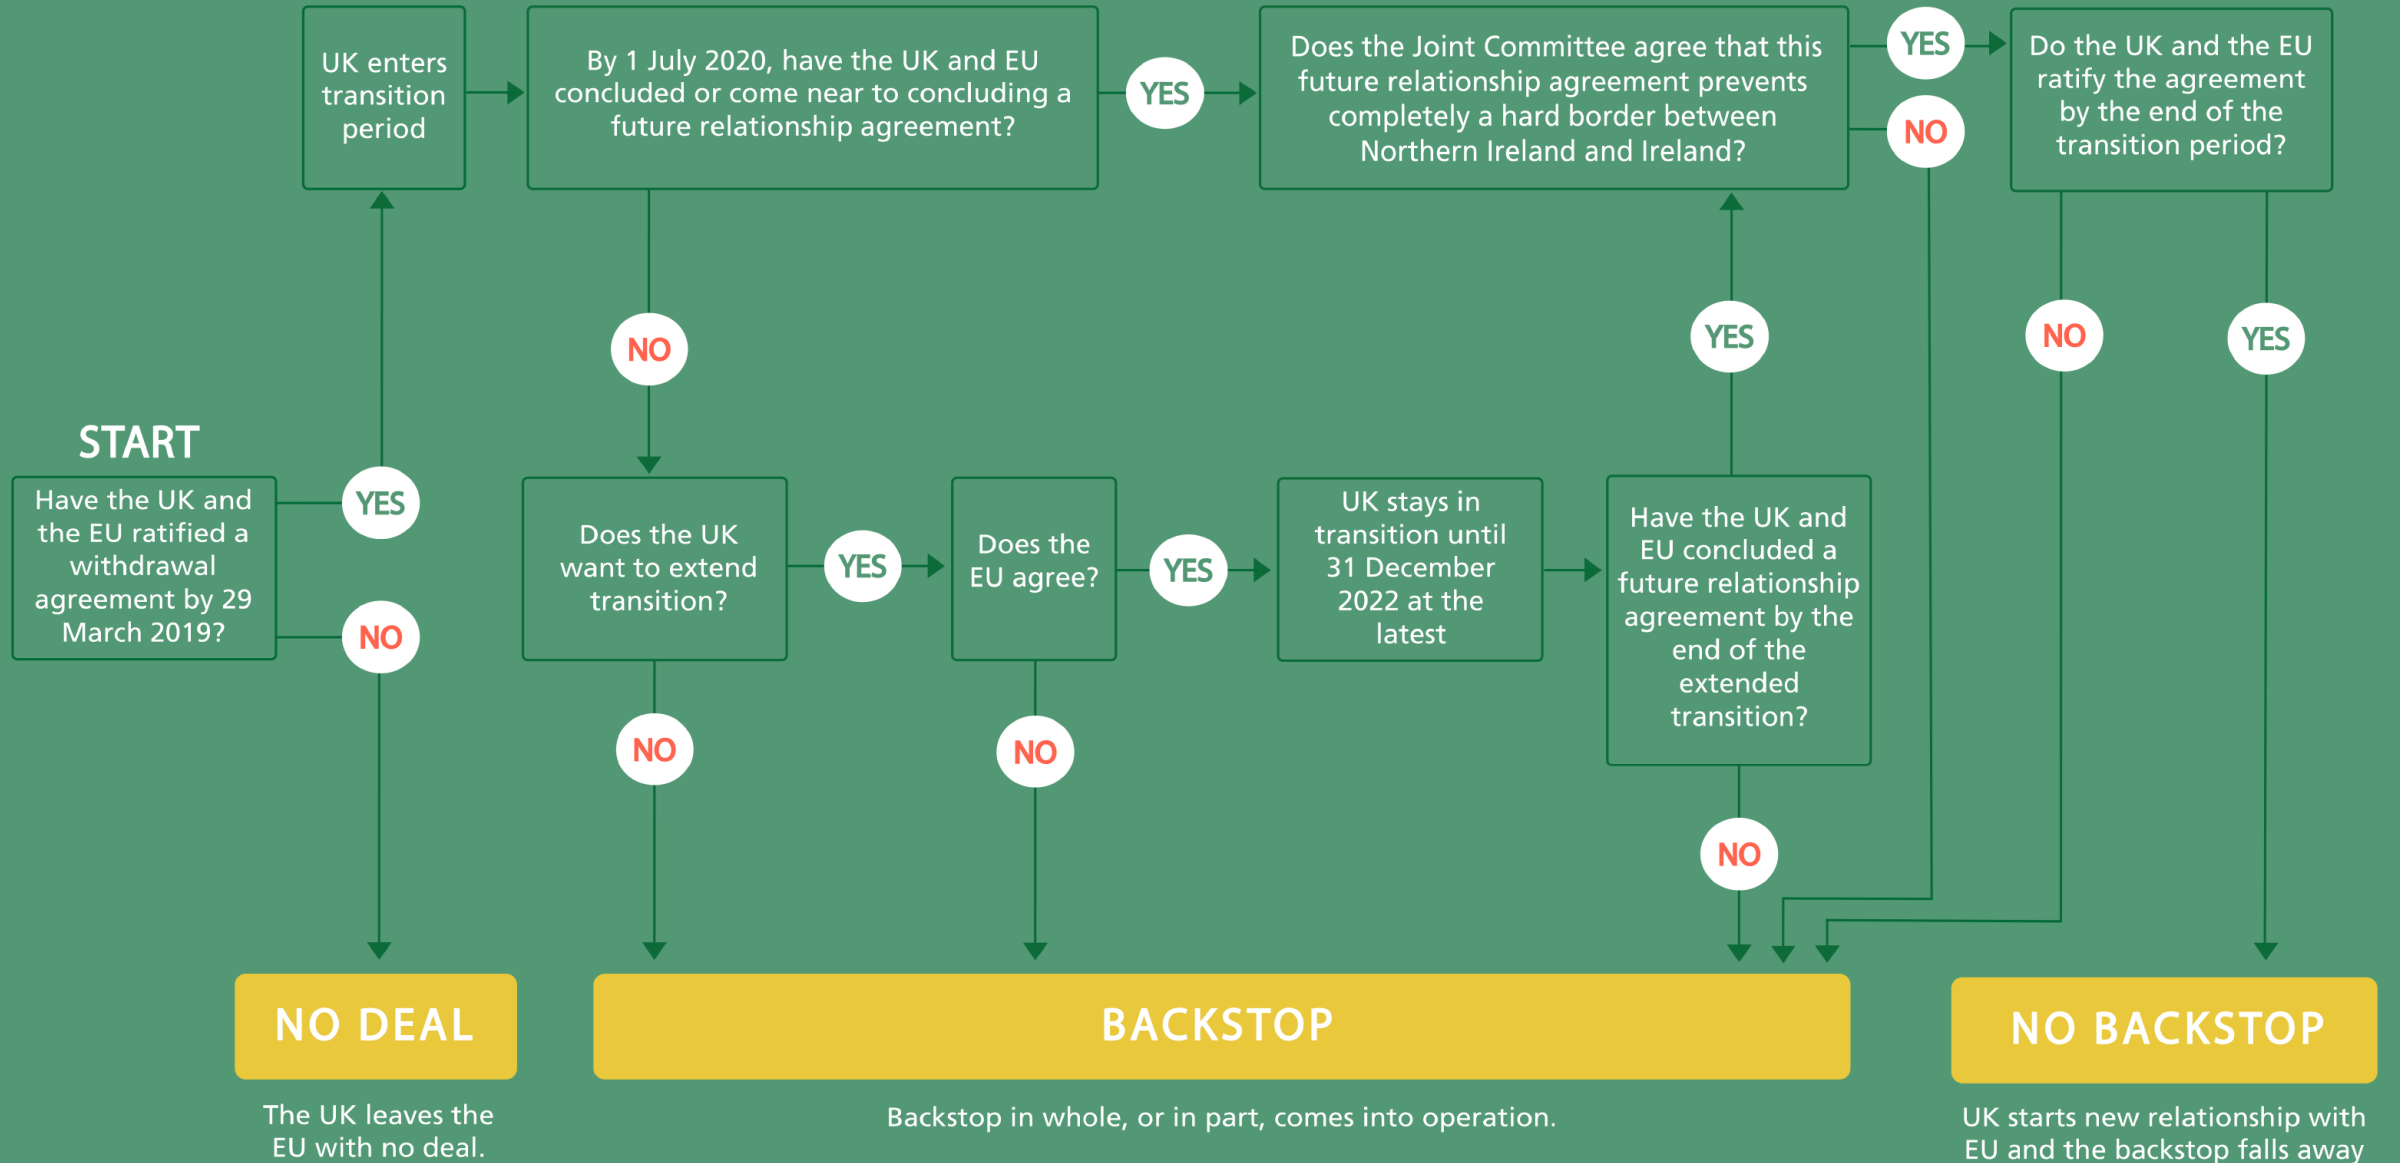 START
Have the UK and
the EU ratified a
withdrawal
agreement by 29
March 2019?
YES
NO
UK enters
transition
period
By 1 July 2020, have the UK and EU
concluded or come near to concluding a
future relationship agreement?
YES
NO
Does the Joint Committee agree that this
future relationship agreement prevents
completely a hard border between
Northern Ireland and Ireland?
YES
NO
Do the UK and the EU
ratify the agreement
by the end of the
transition period?
NO
YES
Does the UK
want to extend
transition?
YES
NO
Does the
EU agree?
YES
NO
UK stays in
transition until
31 December
2022 at the
latest
Have the UK and
EU concluded a
future relationship
agreement by the
end of the
extended
transition?
YES
NO
NO DEAL
The UK leaves the
EU with no deal.
BACKSTOP
Backstop in whole, or in part, comes into operation.
NO BACKSTOP
UK starts new relationship with
EU and the backstop falls away